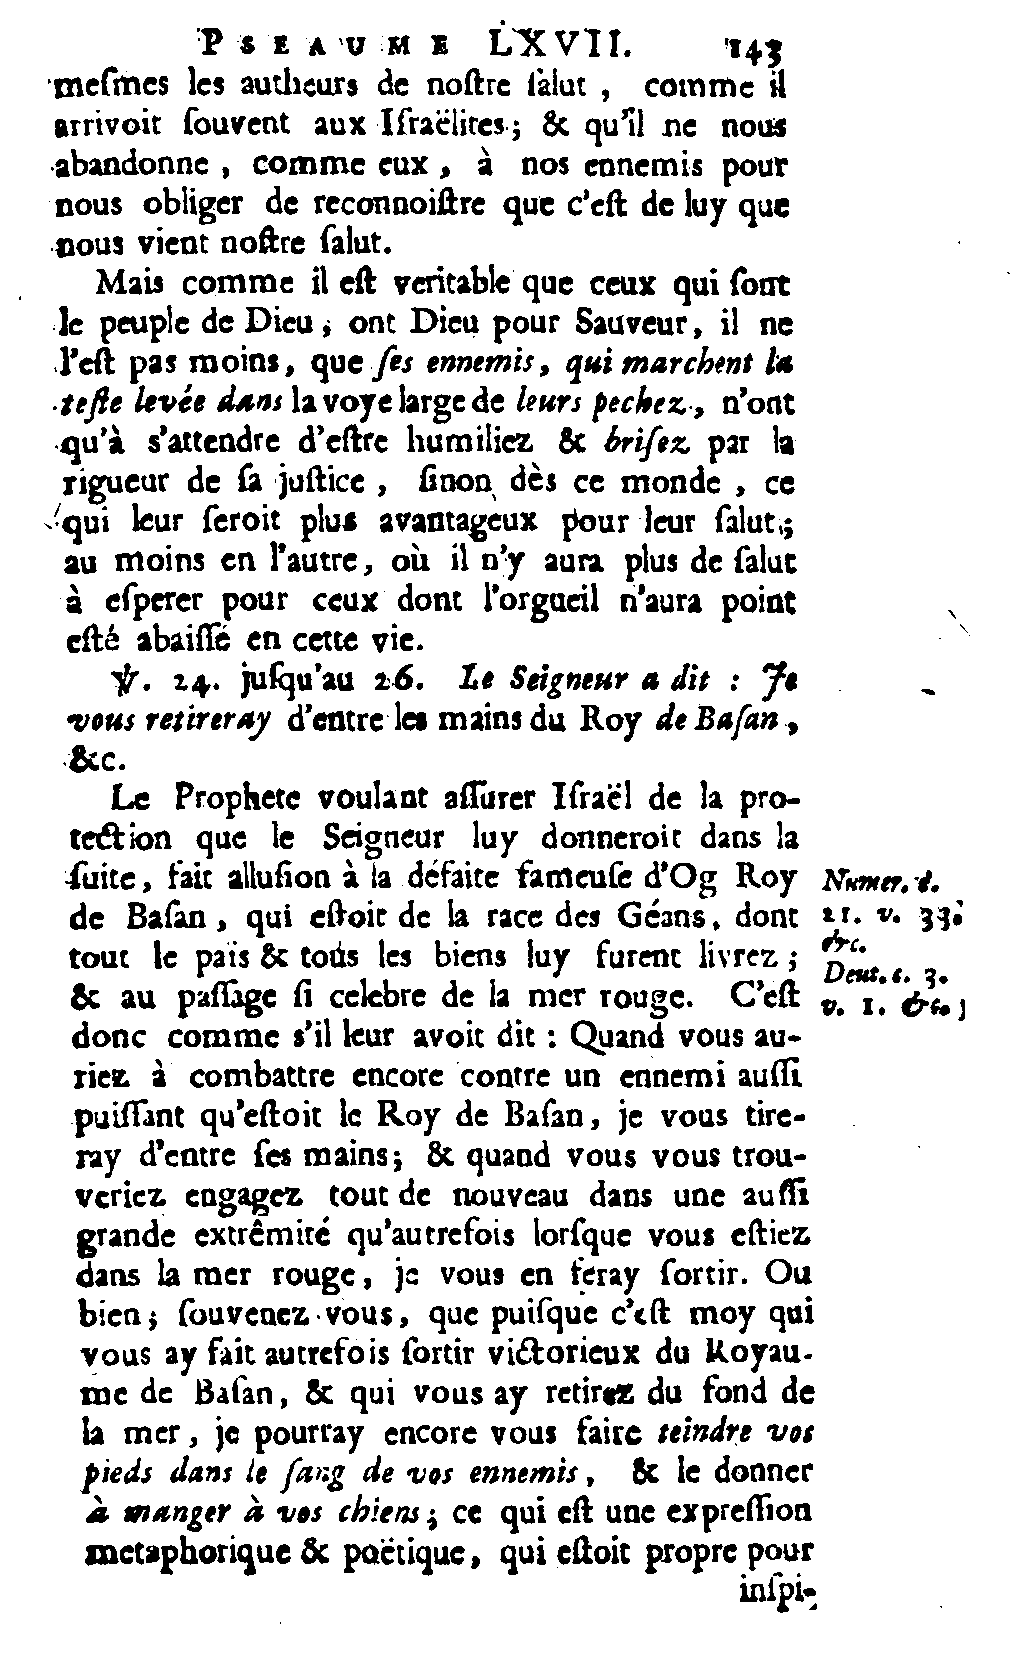 PSEAUME LXVII. 143
meſmes les autheurs de noſtre ſalut, comme il
arrivoit ſouvent aux Iſraëlites; & qu'il ne nous
abandonne, comme eux, à nos ennemis pour
nous obliger de reconnoiſtre que c'eſt de luy que
nous vient noſtre ſalut.
Mais comme il eſt veritable que ceux qui ſont
le peuple de Dieu, ont Dieu pour Sauveur, il ne
l'eſt pas moins, que ſes ennemis, qui marchent la
teſte levée dans la voye large de leurs pechez, n'ont
qu'à s'attendre d'eſtre humiliez & briſez par la
rigueur de ſa juſtice, ſinon dès ce monde, ce
qui leur ſeroit plus avantageux pour leur ſalut;
au moins en l'autre, où il n'y aura plus de ſalut
à eſperer pour ceux dont l'orgueil n'aura point
eſté abaiſſé en cette vie.
℣. 24. juſqu'au 26. Le Seigneur a dit : Je
vous retireray d'entre les mains du Roy de Baſan,
&c.
Le Prophete voulant aſſurer Iſraël de la pro-
tection que le Seigneur luy donneroit dans la
ſuite, fait alluſion à la défaite fameuſe d'Og Roy
de Baſan, qui eſtoit de la race des Géans, dont
tout le païs & tous les biens luy furent livrez;
& au paſſage ſi celebre de la mer rouge. C'eſt
donc comme s'il leur avoit dit : Quand vous au-
riez à combattre encore contre un ennemi auſſi
puiſſant qu'eſtoit le Roy de Baſan, je vous tire-
ray d'entre ſes mains; & quand vous vous trou-
veriez engagez tout de nouveau dans une auſſi
grande extrêmité qu'autrefois lorſque vous eſtiez
dans la mer rouge, je vous en feray ſortir. Ou
bien; ſouvenez-vous, que puiſque c'eſt moy qui
vous ay fait autrefois ſortir victorieux du Royau-
me de Baſan, & qui vous ay retirez du fond de
la mer, je pourray encore vous faire teindre vos
pieds dans le ſang de vos ennemis, & le donner
à manger à vos chiens; ce qui eſt une expreſſion
metaphorique & poëtique, qui eſtoit propre pour
inſpi-
Numer. c.
21. v. 33.
&c.
Deut. c. 3.
v. 1. &c.